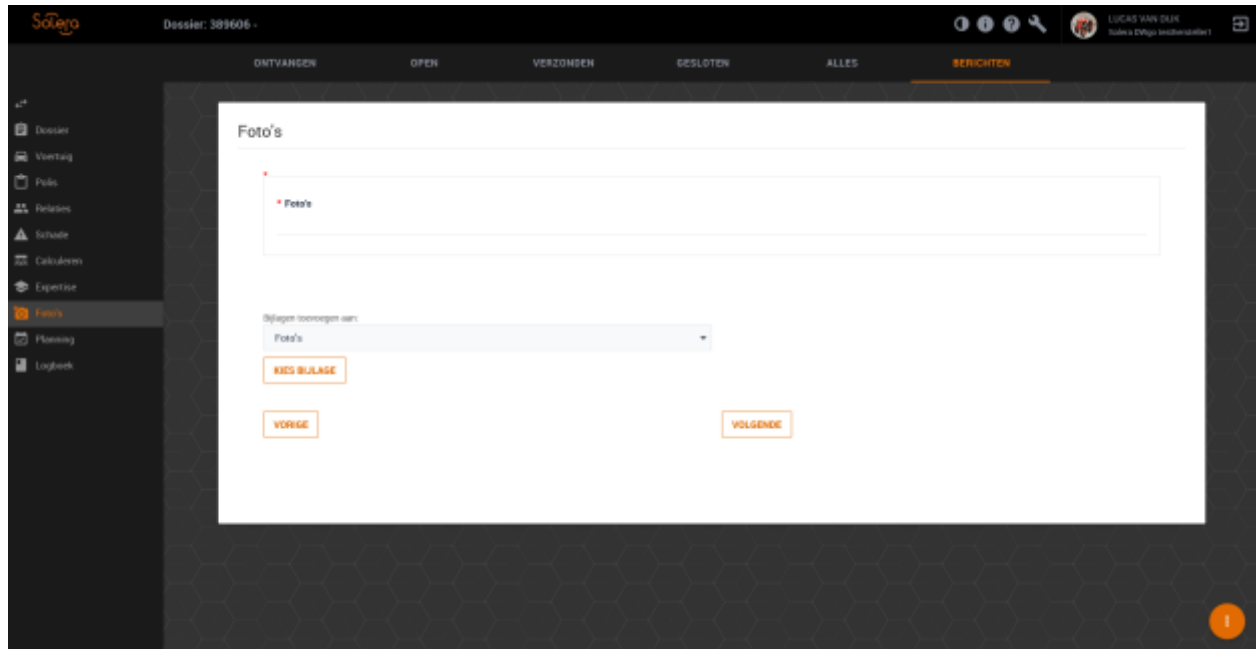 Solera
Dossier: 389606 -
LUCAS VAN DIJK
ONTVANGEN
OPEN
VERZONDEN
GESLOTEN
ALLES
BERICHTEN
Dossier
Voertuig
Polis
Relaties
Schade
Calculeren
Expertise
Foto's
Planning
Logboek
Foto's
*
* Foto's
Bijlagen toevoegen aan:
Foto's
KIES BIJLAGE
VORIGE
VOLGENDE